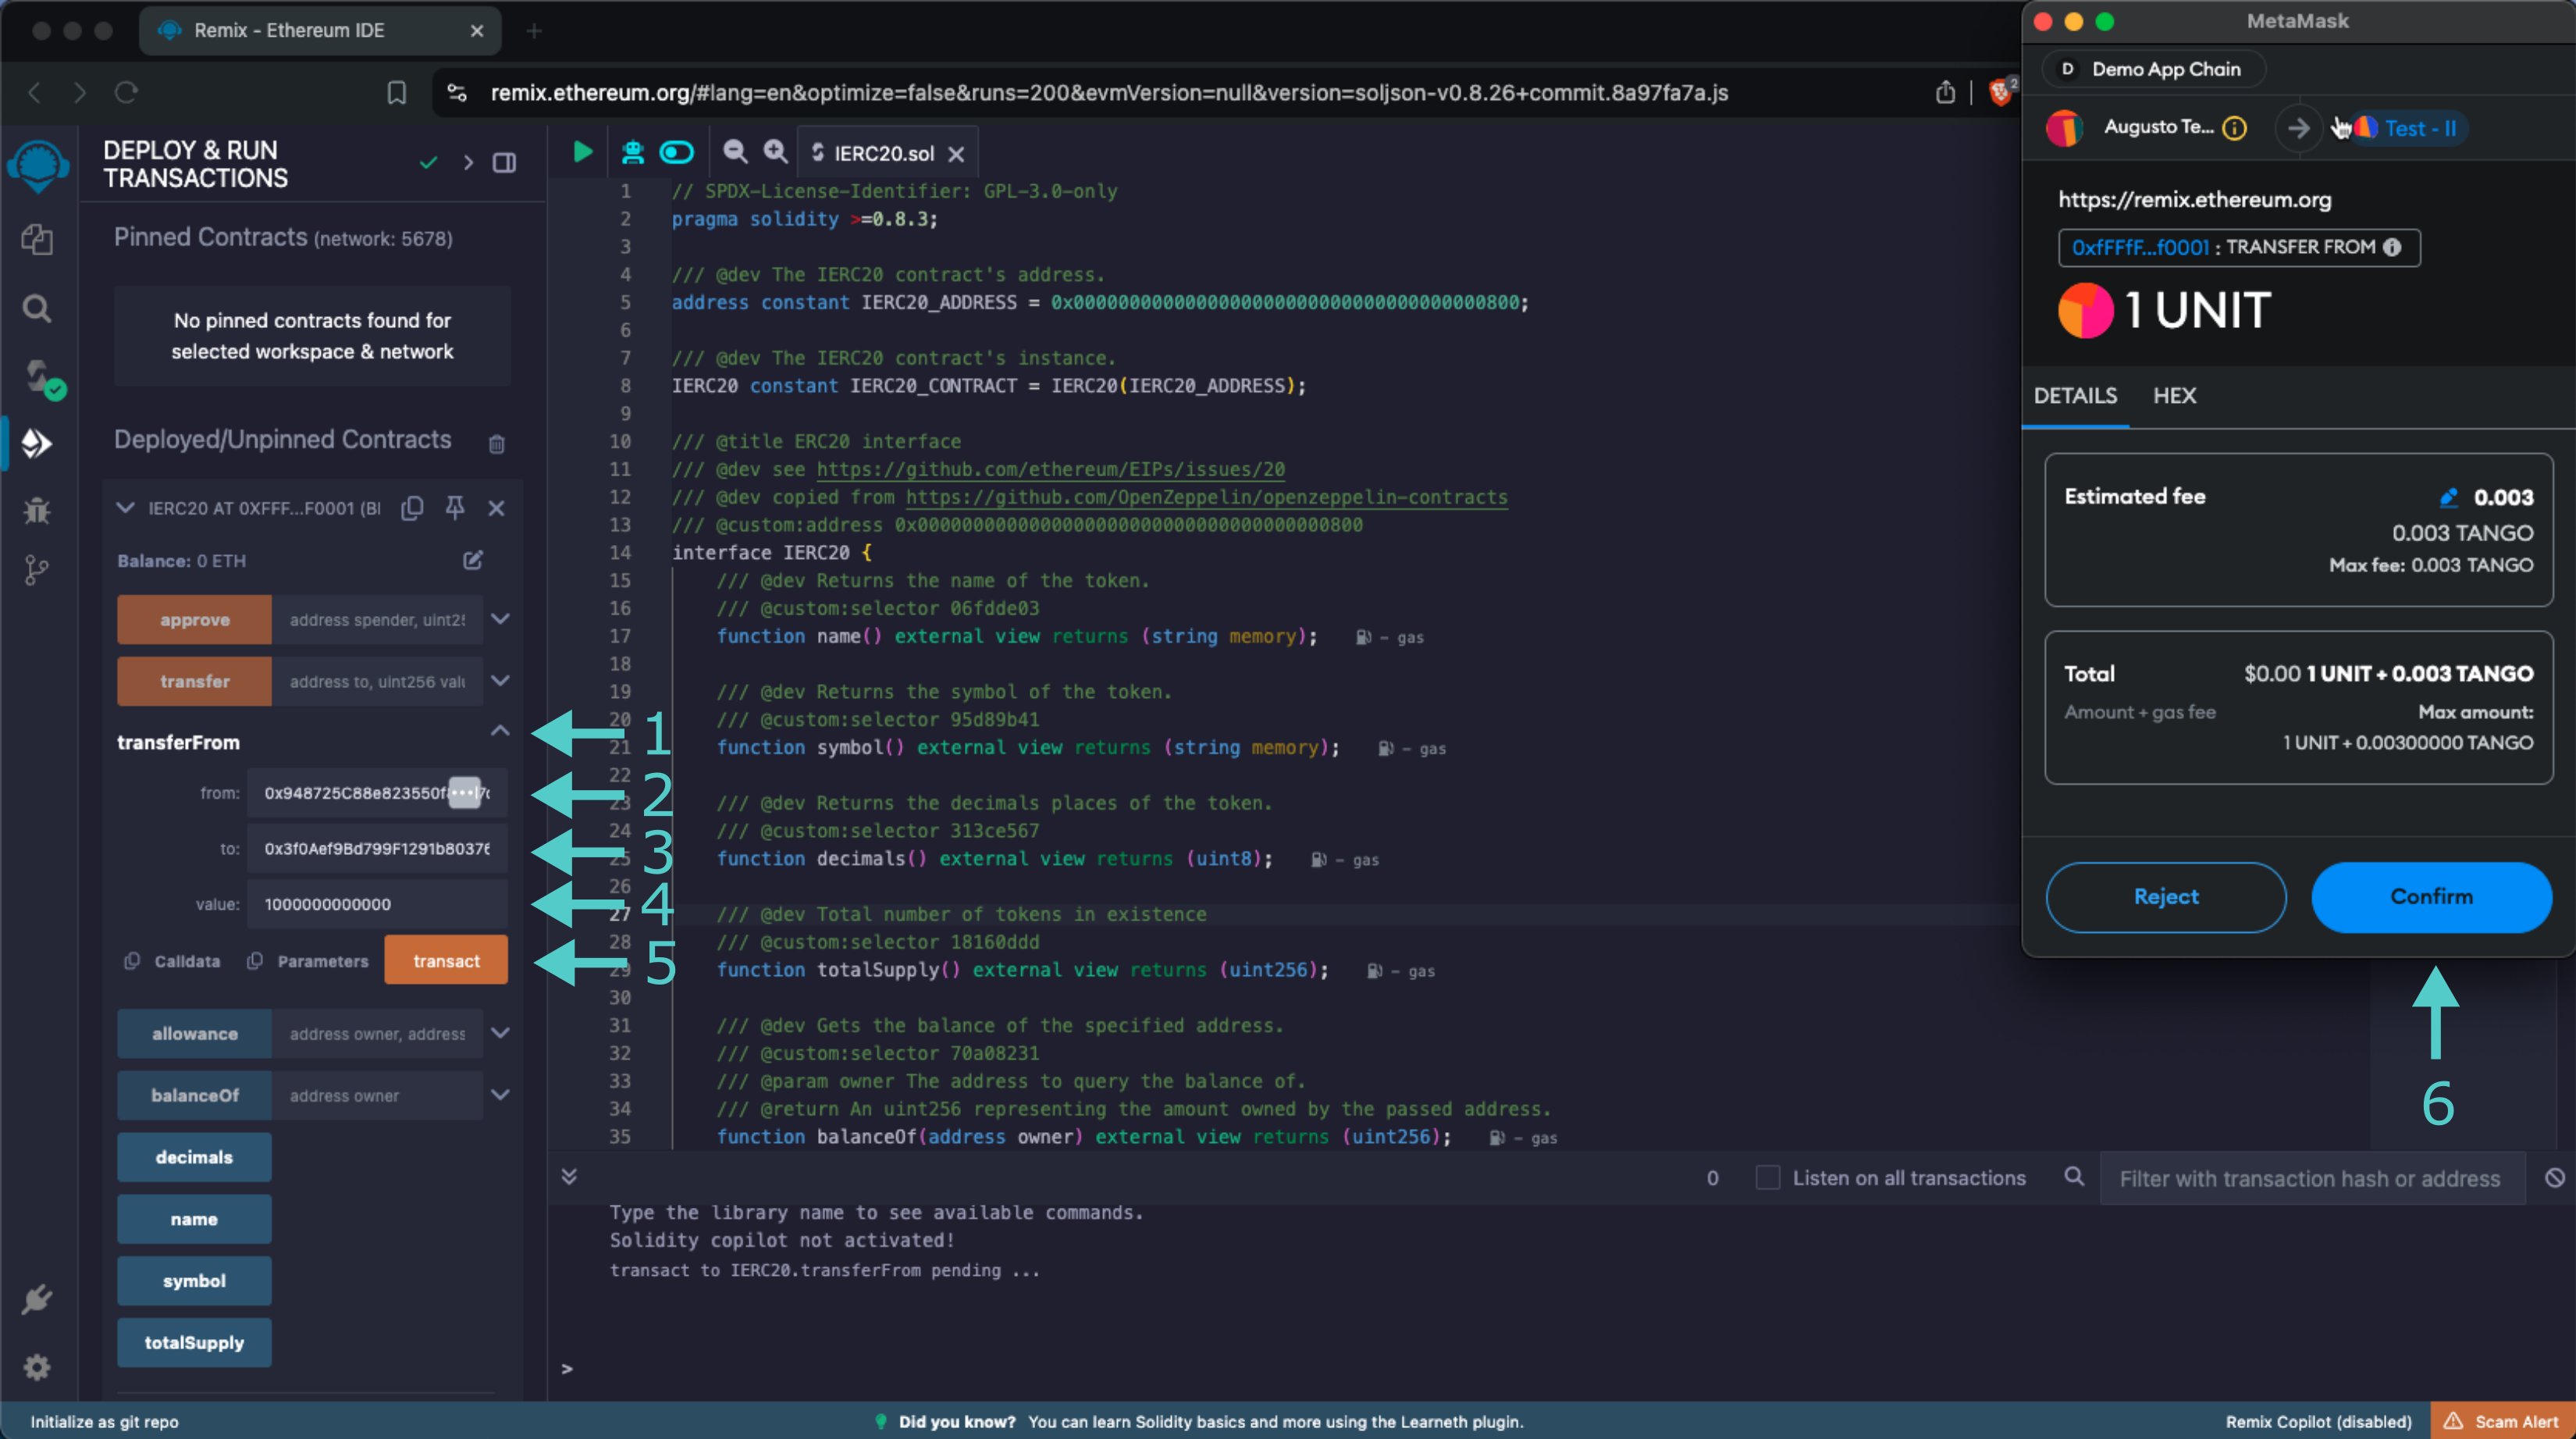 Remix - Ethereum IDE
remix.ethereum.org/#lang=en&optimize=false&runs=200&evmVersion=null&version=soljson-v0.8.26+commit.8a97fa7a.js
2
DEPLOY & RUN
TRANSACTIONS
Pinned Contracts (network: 5678)
No pinned contracts found for
selected workspace & network
Deployed/Unpinned Contracts
IERC20 AT 0XFFF...F0001 (Bl
Balance: 0 ETH
approve address spender, uint25
transfer address to, uint256 valu
transferFrom
from: 0x948725C88e823550f
to: 0x3f0Aef9Bd799F1291b80376
value: 1000000000000
Calldata Parameters transact
allowance address owner, address
balanceOf address owner
decimals
name
symbol
totalSupply
1
2
3
4
5
IERC20.sol
1 // SPDX-License-Identifier: GPL-3.0-only
2 pragma solidity >=0.8.3;
3
4 /// @dev The IERC20 contract's address.
5 address constant IERC20_ADDRESS = 0x0000000000000000000000000000000000000800;
6
7 /// @dev The IERC20 contract's instance.
8 IERC20 constant IERC20_CONTRACT = IERC20(IERC20_ADDRESS);
9
10 /// @title ERC20 interface
11 /// @dev see https://github.com/ethereum/EIPs/issues/20
12 /// @dev copied from https://github.com/OpenZeppelin/openzeppelin-contracts
13 /// @custom:address 0x0000000000000000000000000000000000000800
14 interface IERC20 {
15 /// @dev Returns the name of the token.
16 /// @custom:selector 06fdde03
17 function name() external view returns (string memory); - gas
18
19 /// @dev Returns the symbol of the token.
20 /// @custom:selector 95d89b41
21 function symbol() external view returns (string memory); - gas
22
23 /// @dev Returns the decimals places of the token.
24 /// @custom:selector 313ce567
25 function decimals() external view returns (uint8); - gas
26
27 /// @dev Total number of tokens in existence
28 /// @custom:selector 18160ddd
29 function totalSupply() external view returns (uint256); - gas
30
31 /// @dev Gets the balance of the specified address.
32 /// @custom:selector 70a08231
33 /// @param owner The address to query the balance of.
34 /// @return An uint256 representing the amount owned by the passed address.
35 function balanceOf(address owner) external view returns (uint256); - gas
0 Listen on all transactions Filter with transaction hash or address
Type the library name to see available commands.
Solidity copilot not activated!
transact to IERC20.transferFrom pending ...
>
MetaMask
D Demo App Chain
Augusto Te... Test - II
https://remix.ethereum.org
0xfFFfF...f0001 : TRANSFER FROM
1 UNIT
DETAILS HEX
Estimated fee 0.003
0.003 TANGO
Max fee: 0.003 TANGO
Total $0.00 1 UNIT + 0.003 TANGO
Amount + gas fee Max amount:
1 UNIT + 0.00300000 TANGO
Reject Confirm
6
Initialize as git repo
Did you know? You can learn Solidity basics and more using the Learneth plugin.
Remix Copilot (disabled) Scam Alert